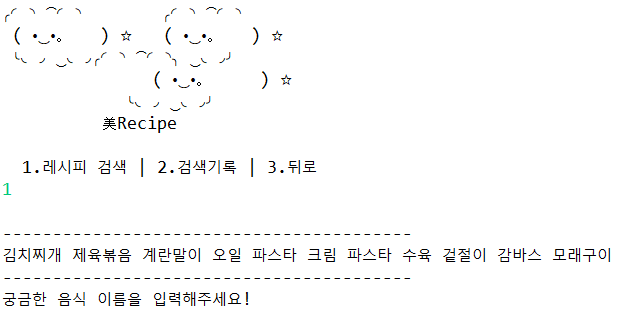 美Recipe
1.레시피 검색 | 2.검색기록 | 3.뒤로
1
-----------------------------------------
김치찌개 제육볶음 계란말이 오일 파스타 크림 파스타 수육 겉절이 감바스 모래구이
-----------------------------------------
궁금한 음식 이름을 입력해주세요!